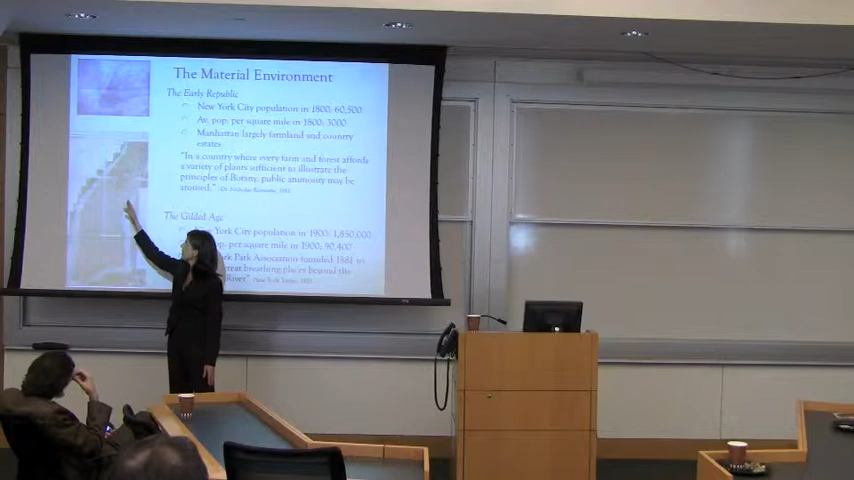 The Material Environment
The Early Republic
New York City population in 1800: 60,500
Av. pop. per square mile in 1800: 3000
Manhattan largely farmland and country
estates
"In a country where every farm and forest affords
a variety of plants sufficient to illustrate the
principles of Botany, public animosity may be
aroused."
The Gilded Age
York City population in 1900: 1,850,000
pop. per square mile in 1900: 90,400
Park Association founded 1881 to
great breathing places beyond the
River"